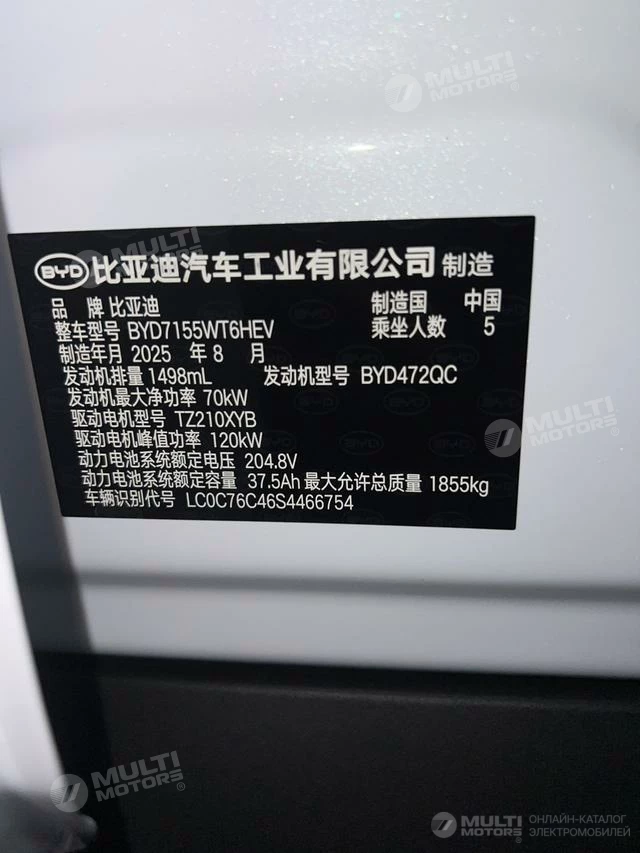 MULTI MOTORS®
MULTI MOTORS®
BYD 比亚迪汽车工业有限公司 制造
品 牌 比亚迪 制造国 中国
整车型号 BYD7155WT6HEV 乘坐人数 5
制造年月 2025 年 8 月
发动机排量 1498mL 发动机型号 BYD472QC
发动机最大净功率 70kW
驱动电机型号 TZ210XYB
驱动电机峰值功率 120kW
动力电池系统额定电压 204.8V
动力电池系统额定容量 37.5Ah 最大允许总质量 1855kg
车辆识别代号 LC0C76C46S4466754
MULTI MOTORS®
MULTI MOTORS®
MULTI MOTORS® ОНЛАЙН-КАТАЛОГ ЭЛЕКТРОМОБИЛЕЙ